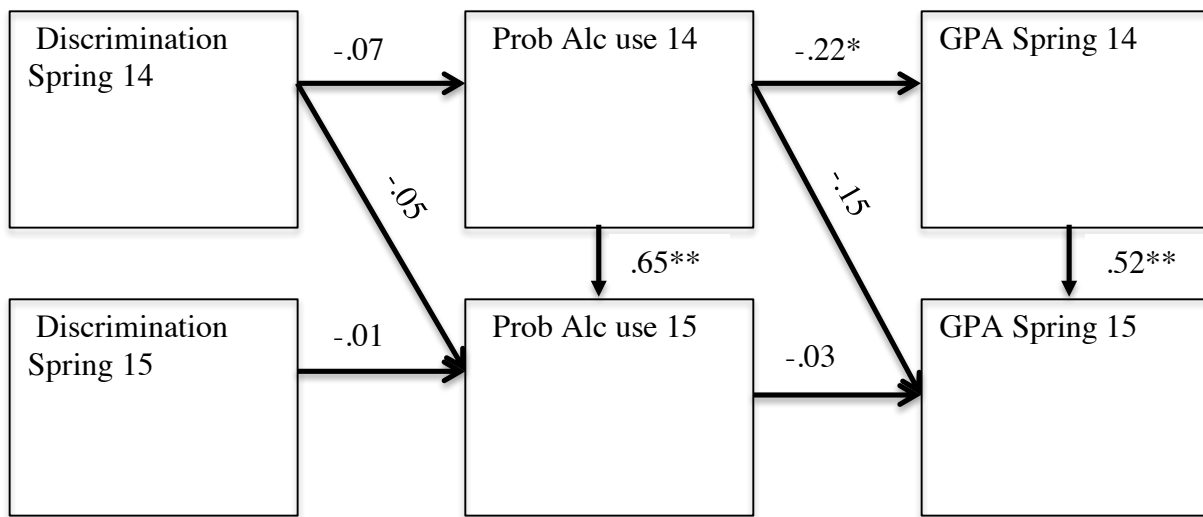 Discrimination
Spring 14
-.07
Prob Alc use 14
-.22*
GPA Spring 14
-.05
-.15
.65**
.52**
Discrimination
Spring 15
-.01
Prob Alc use 15
-.03
GPA Spring 15